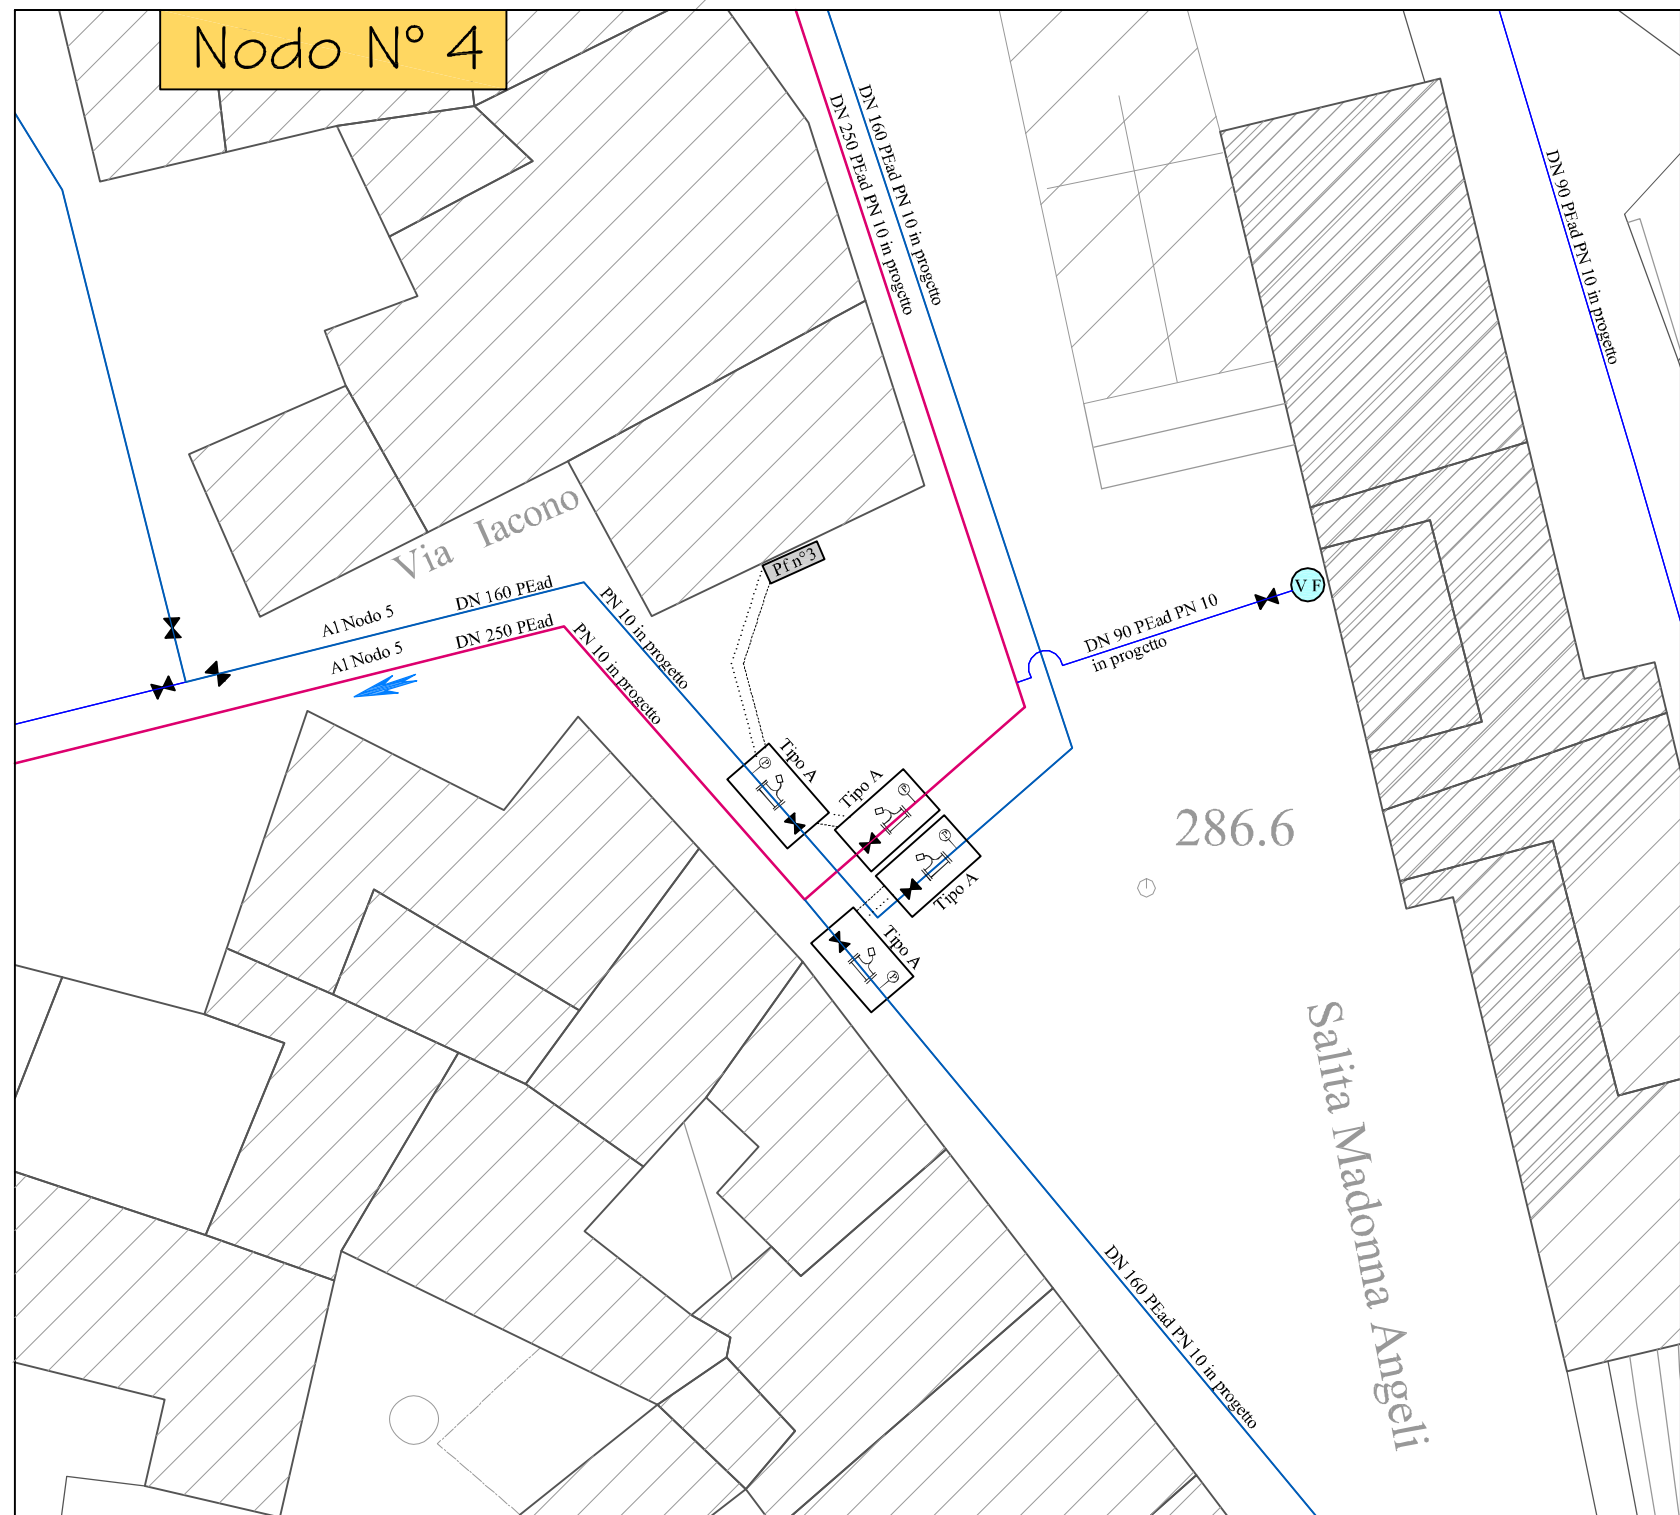 Nodo N° 4
DN 160 PEad PN 10 in progetto
DN 250 PEad PN 10 in progetto
DN 90 PEad PN 10 in progetto
Via Iacono
Pf n°3
Al Nodo 5
DN 160 PEad
PN 10 in progetto
Al Nodo 5
DN 250 PEad
PN 10 in progetto
DN 90 PEad PN 10
in progetto
V F
Tipo A
Tipo A
Tipo A
Tipo A
286.6
Salita Madonna Angeli
DN 160 PEad PN 10 in progetto